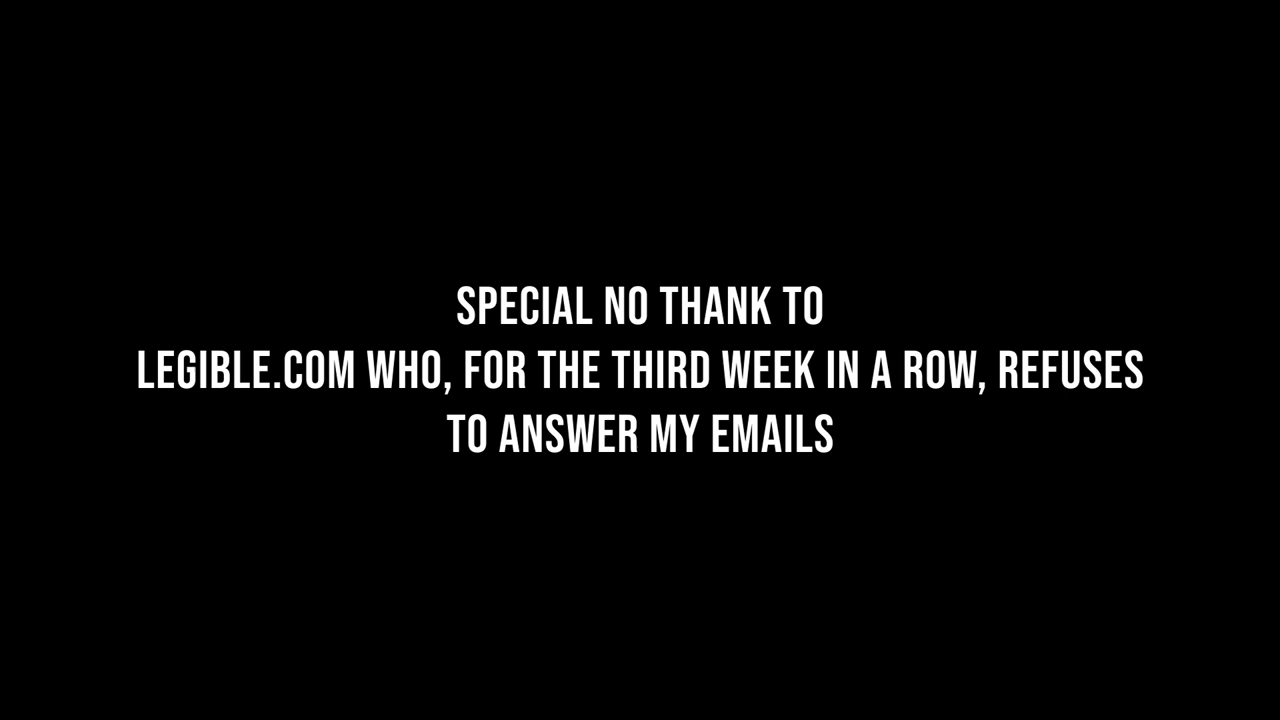 SPECIAL NO THANK TO
LEGIBLE.COM WHO, FOR THE THIRD WEEK IN A ROW, REFUSES
TO ANSWER MY EMAILS